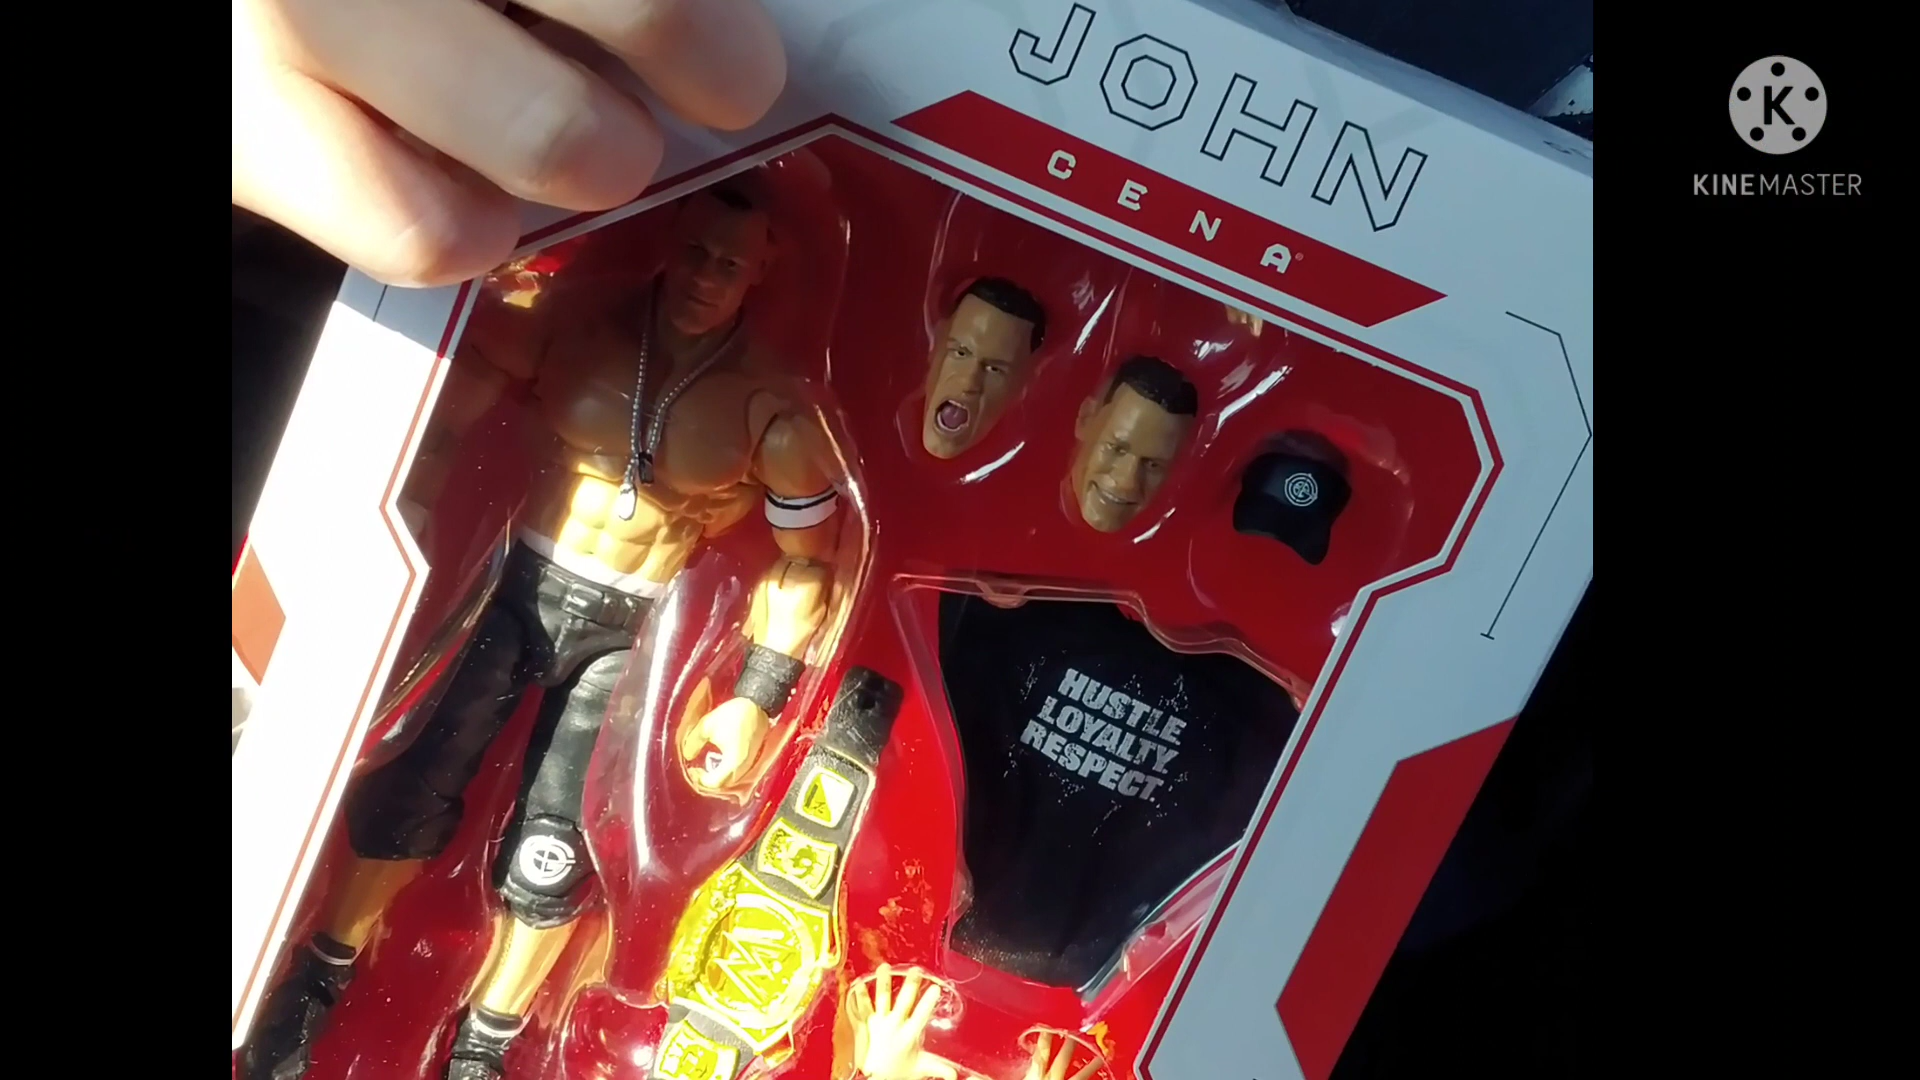 JOHN
CENA
KINEMASTER
HUSTLE
LOYALTY
RESPECT.